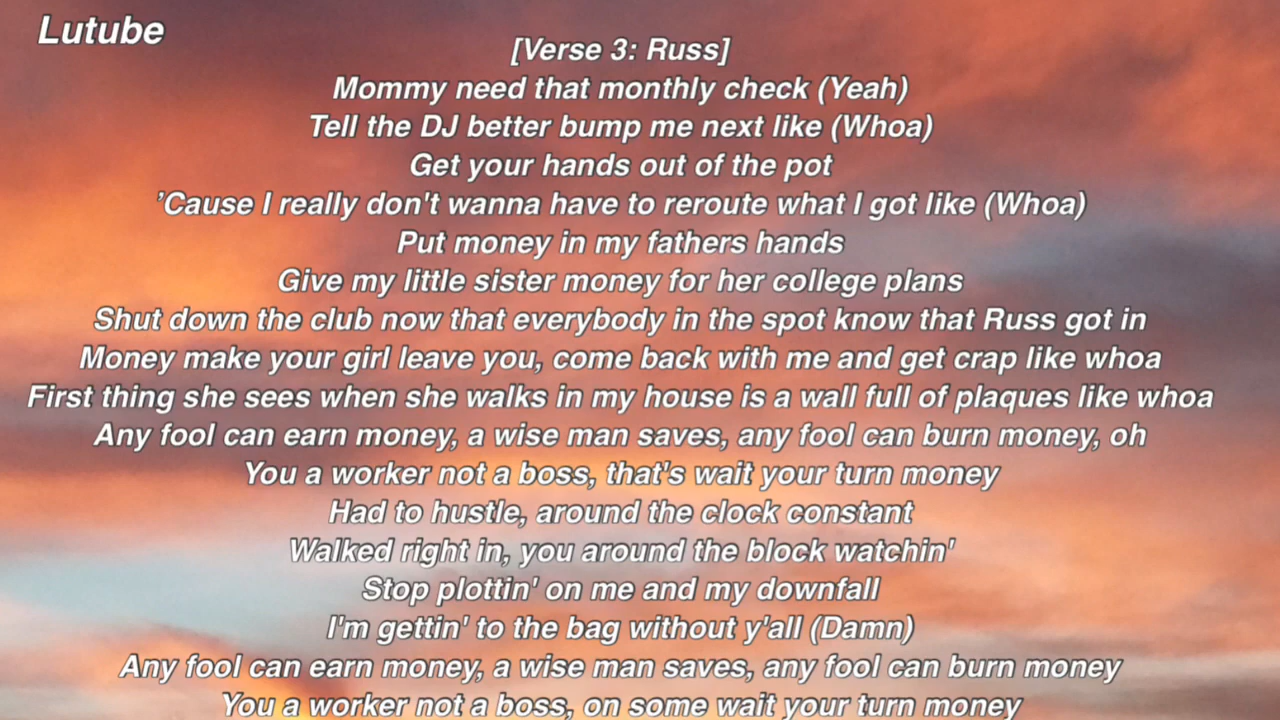 Lutube
[Verse 3: Russ]
Mommy need that monthly check (Yeah)
Tell the DJ better bump me next like (Whoa)
Get your hands out of the pot
’Cause I really don't wanna have to reroute what I got like (Whoa)
Put money in my fathers hands
Give my little sister money for her college plans
Shut down the club now that everybody in the spot know that Russ got in
Money make your girl leave you, come back with me and get crap like whoa
First thing she sees when she walks in my house is a wall full of plaques like whoa
Any fool can earn money, a wise man saves, any fool can burn money, oh
You a worker not a boss, that's wait your turn money
Had to hustle, around the clock constant
Walked right in, you around the block watchin'
Stop plottin' on me and my downfall
I'm gettin' to the bag without y'all (Damn)
Any fool can earn money, a wise man saves, any fool can burn money
You a worker not a boss, on some wait your turn money